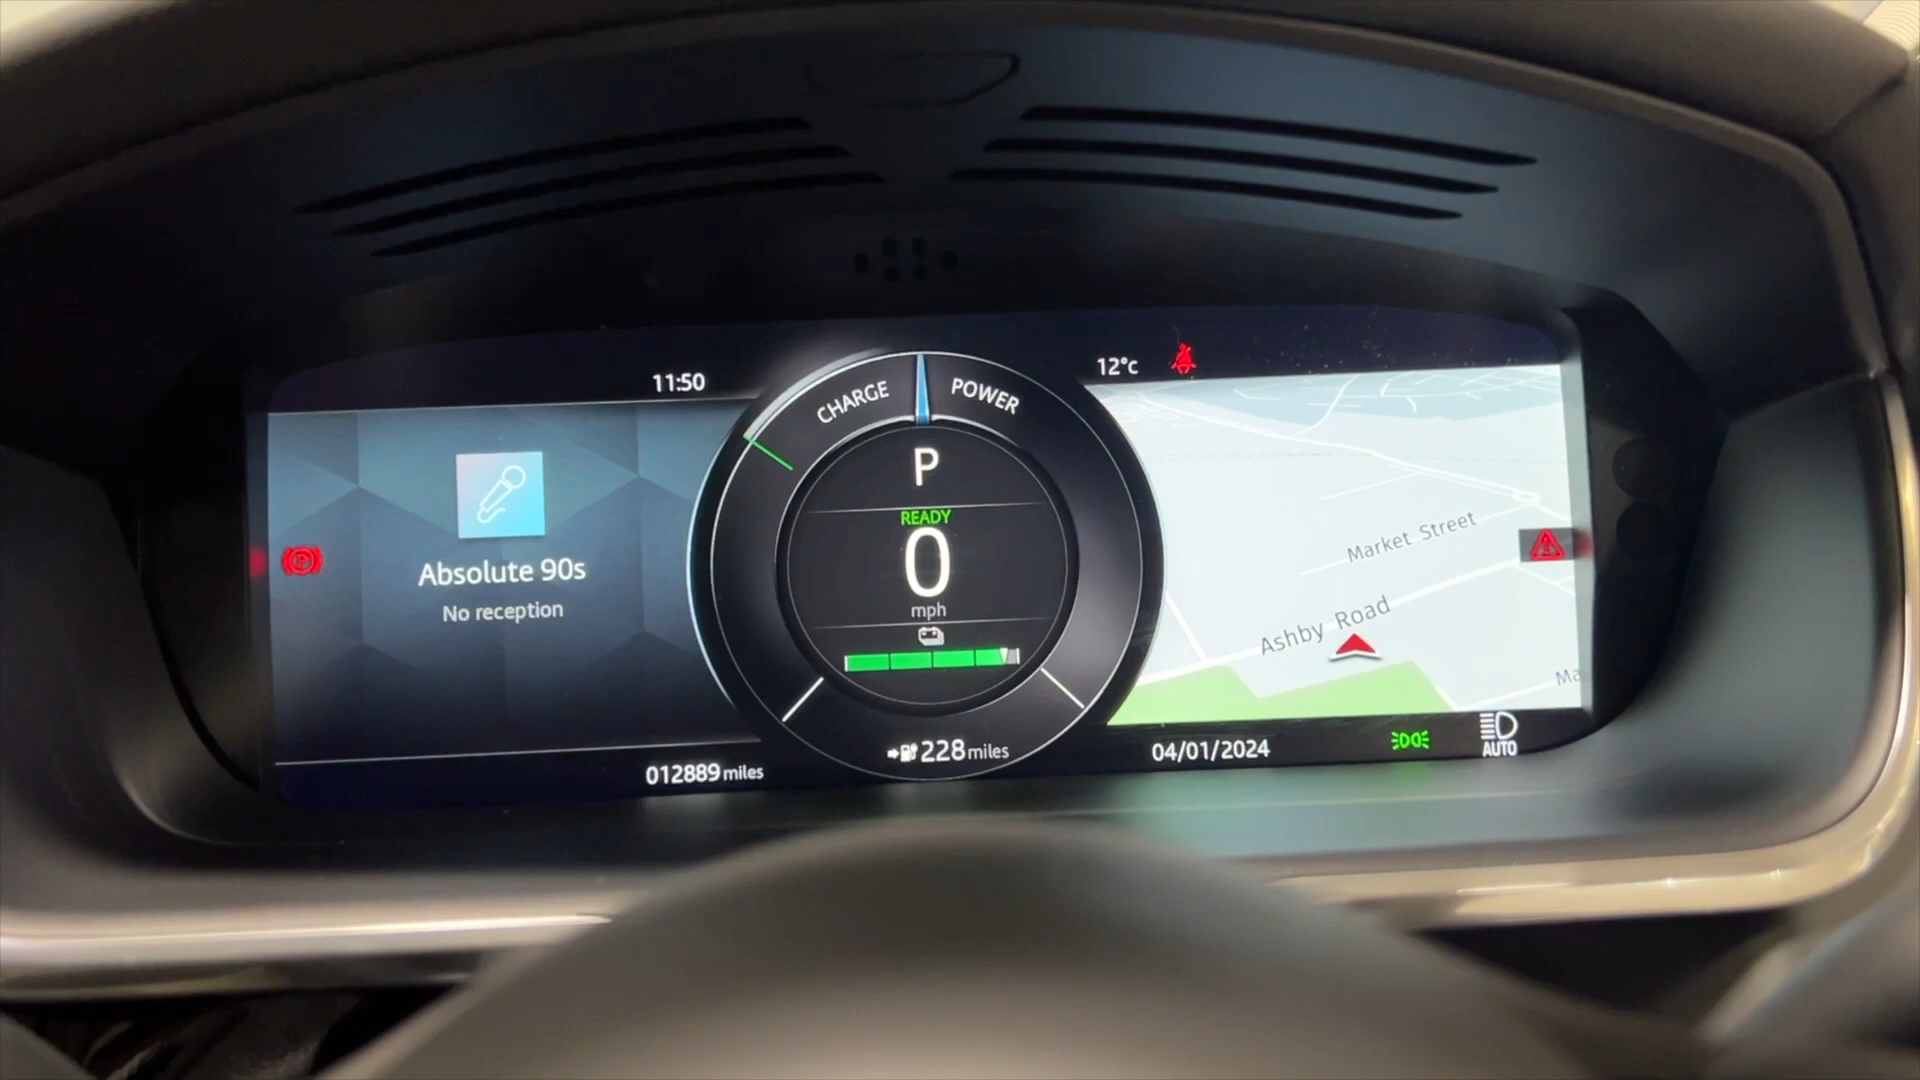 11:50
12°c
CHARGE
POWER
P
READY
0
mph
Absolute 90s
No reception
Market Street
Ashby Road
Ma
228 miles
012889 miles
04/01/2024
AUTO